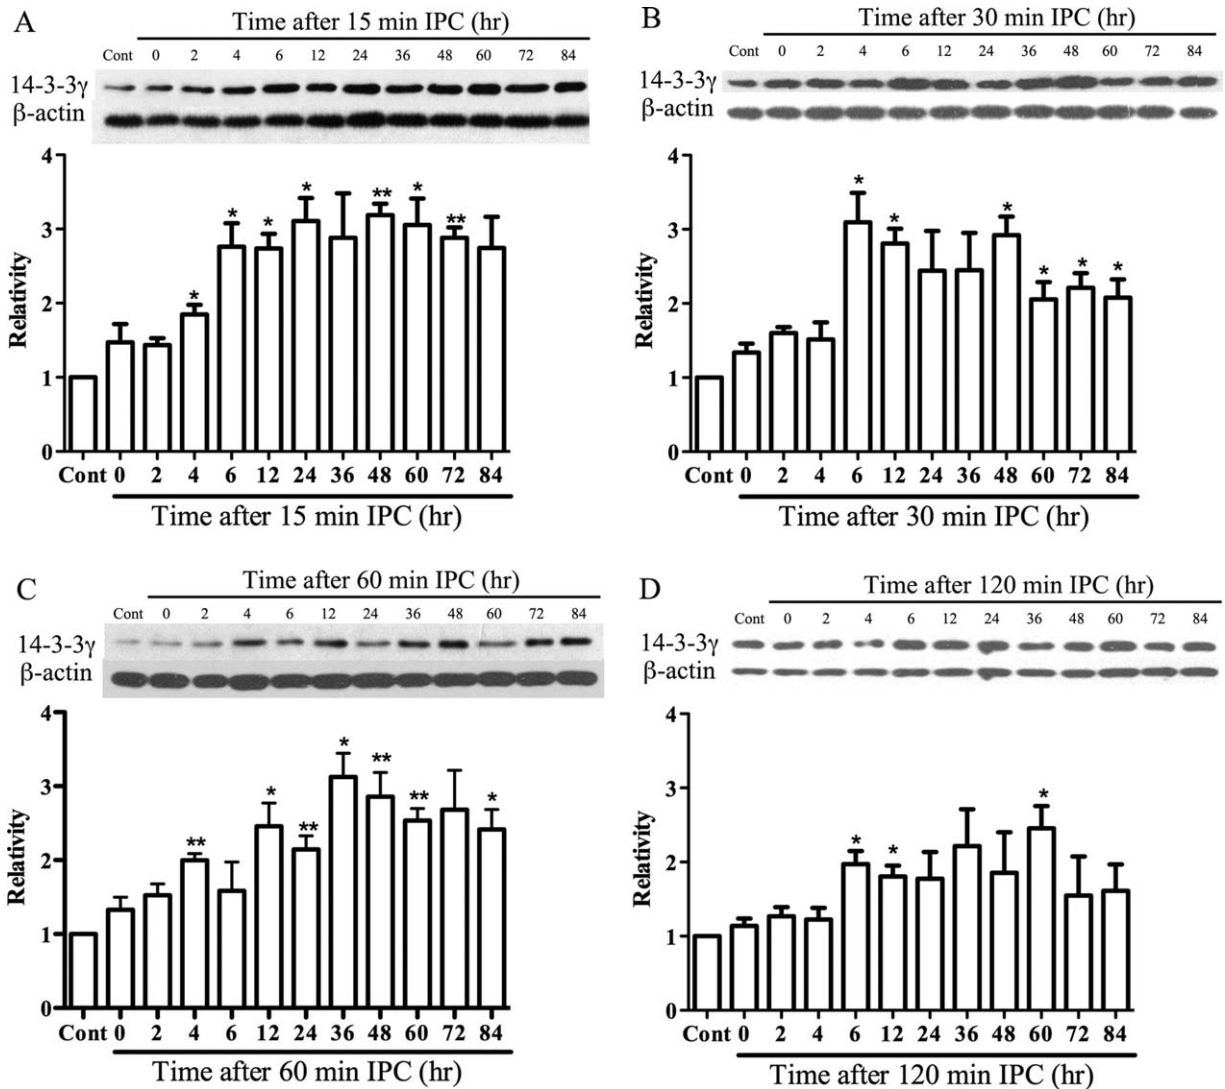 A
Time after 15 min IPC (hr)
Cont 0 2 4 6 12 24 36 48 60 72 84
14-3-3γ
β-actin
4
3
2
1
0
Relativity
* * * * ** * **
Cont 0 2 4 6 12 24 36 48 60 72 84
Time after 15 min IPC (hr)
B
Time after 30 min IPC (hr)
Cont 0 2 4 6 12 24 36 48 60 72 84
14-3-3γ
β-actin
4
3
2
1
0
Relativity
* * * * * *
Cont 0 2 4 6 12 24 36 48 60 72 84
Time after 30 min IPC (hr)
C
Time after 60 min IPC (hr)
Cont 0 2 4 6 12 24 36 48 60 72 84
14-3-3γ
β-actin
4
3
2
1
0
Relativity
** * ** * ** ** *
Cont 0 2 4 6 12 24 36 48 60 72 84
Time after 60 min IPC (hr)
D
Time after 120 min IPC (hr)
Cont 0 2 4 6 12 24 36 48 60 72 84
14-3-3γ
β-actin
4
3
2
1
0
Relativity
* * *
Cont 0 2 4 6 12 24 36 48 60 72 84
Time after 120 min IPC (hr)